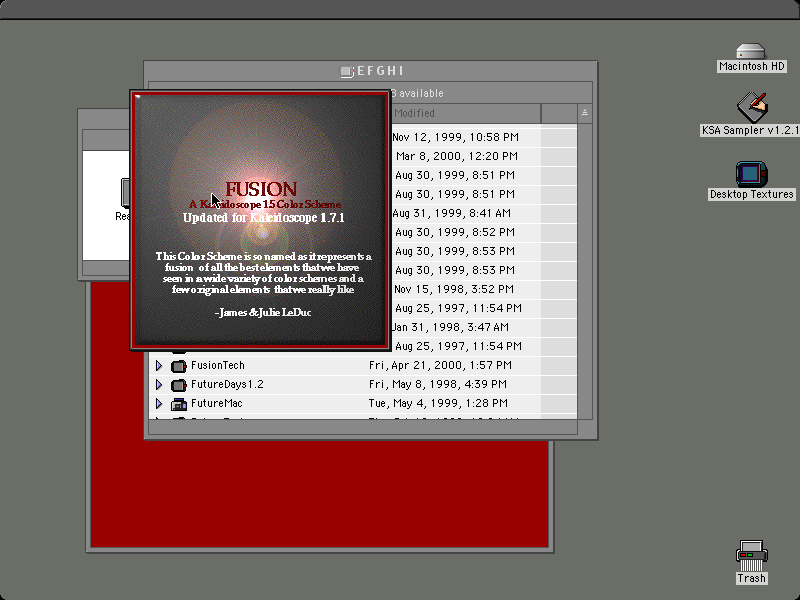 EFGHI
Macintosh HD
available
Modified
KSA Sampler v1.2.1
Nov 12, 1999, 10:58 PM
Mar 8, 2000, 12:20 PM
Aug 30, 1999, 8:51 PM
Desktop Textures
Aug 30, 1999, 8:51 PM
FUSION
A Kaleidoscope 1.5 Color Scheme
Updated for Kaleidoscope 1.7.1
Aug 31, 1999, 8:41 AM
Aug 30, 1999, 8:52 PM
Aug 30, 1999, 8:53 PM
Aug 30, 1999, 8:53 PM
This Color Scheme is so named as it represents a
fusion of all the best elements that we have
seen in a wide variety of color schemes and a
few original elements that we really like
-James & Julie LeDuc
Nov 15, 1998, 3:52 PM
Aug 25, 1997, 11:54 PM
Jan 31, 1998, 3:47 AM
Aug 25, 1997, 11:54 PM
FusionTech Fri, Apr 21, 2000, 1:57 PM
FutureDays1.2 Fri, May 8, 1998, 4:39 PM
FutureMac Tue, May 4, 1999, 1:28 PM
Trash